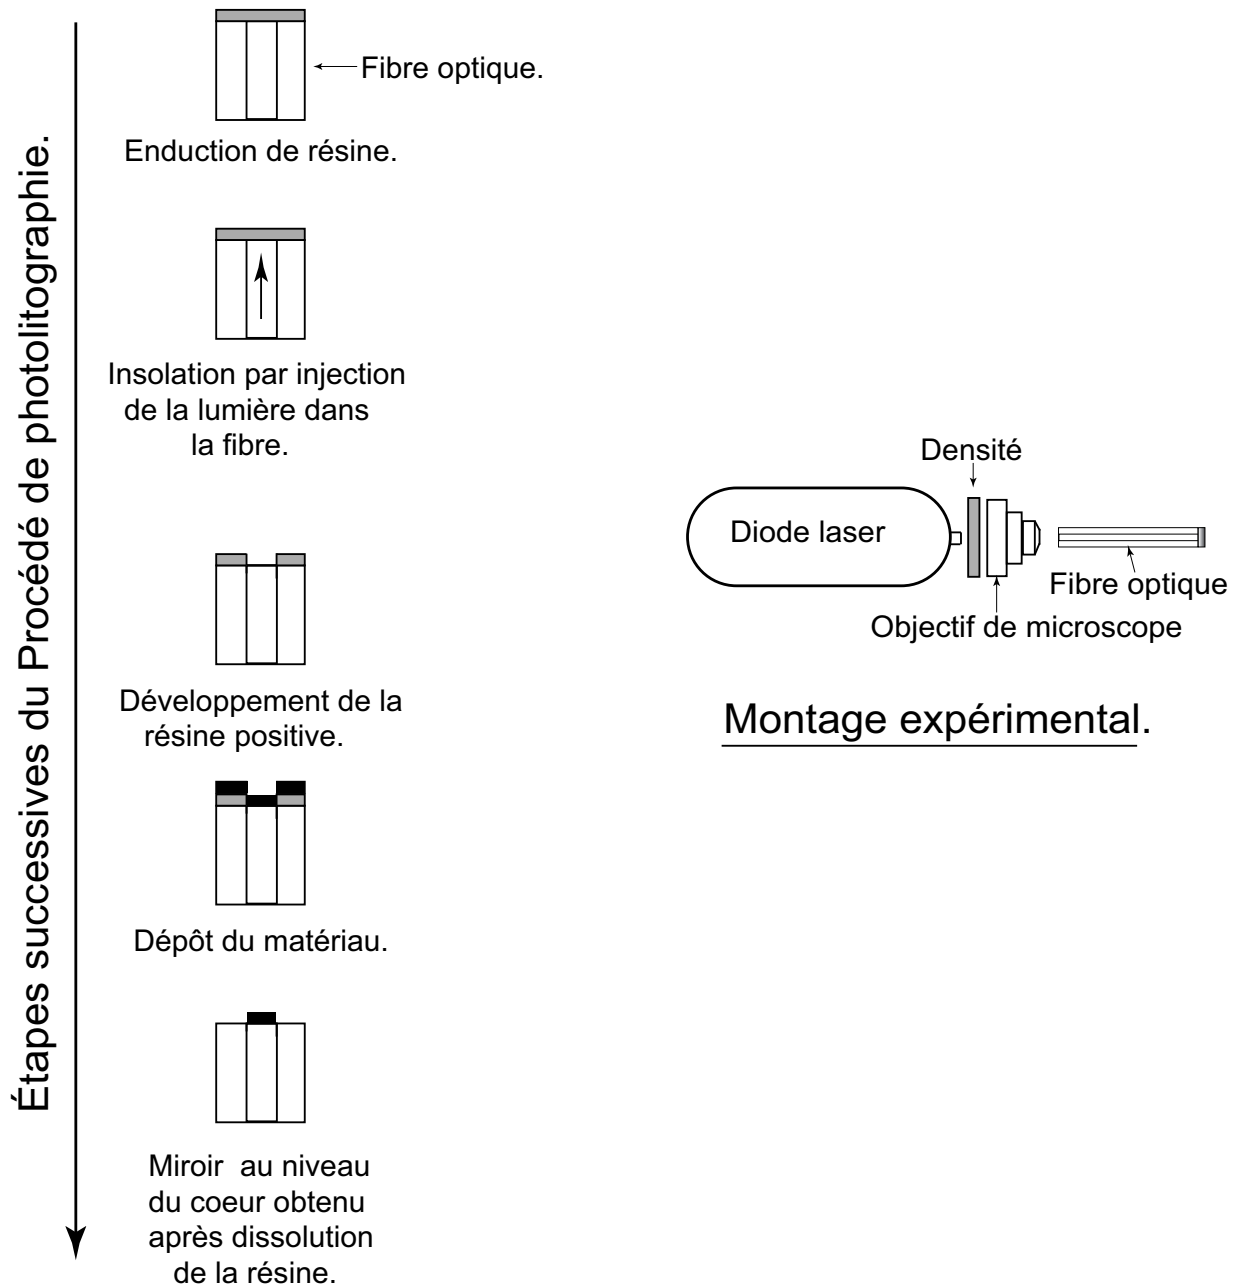 Étapes successives du Procédé de photolitographie.
Fibre optique.
Enduction de résine.
Insolation par injection
de la lumière dans
la fibre.
Développement de la
résine positive.
Dépôt du matériau.
Miroir au niveau
du coeur obtenu
après dissolution
de la résine.
Densité
Diode laser
Fibre optique
Objectif de microscope
Montage expérimental.